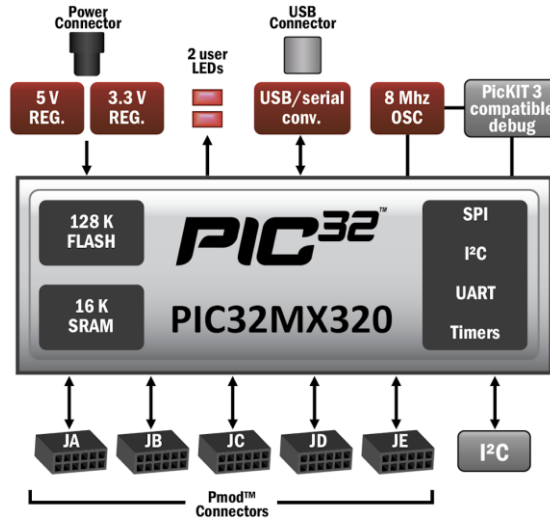 Power
Connector
USB
Connector
2 user
LEDs
5 V
REG.
3.3 V
REG.
USB/serial
conv.
8 Mhz
OSC
PicKIT 3
compatible
debug
128 K
FLASH
PIC32™
SPI
I²C
16 K
SRAM
PIC32MX320
UART
Timers
JA
JB
JC
JD
JE
I²C
Pmod™
Connectors